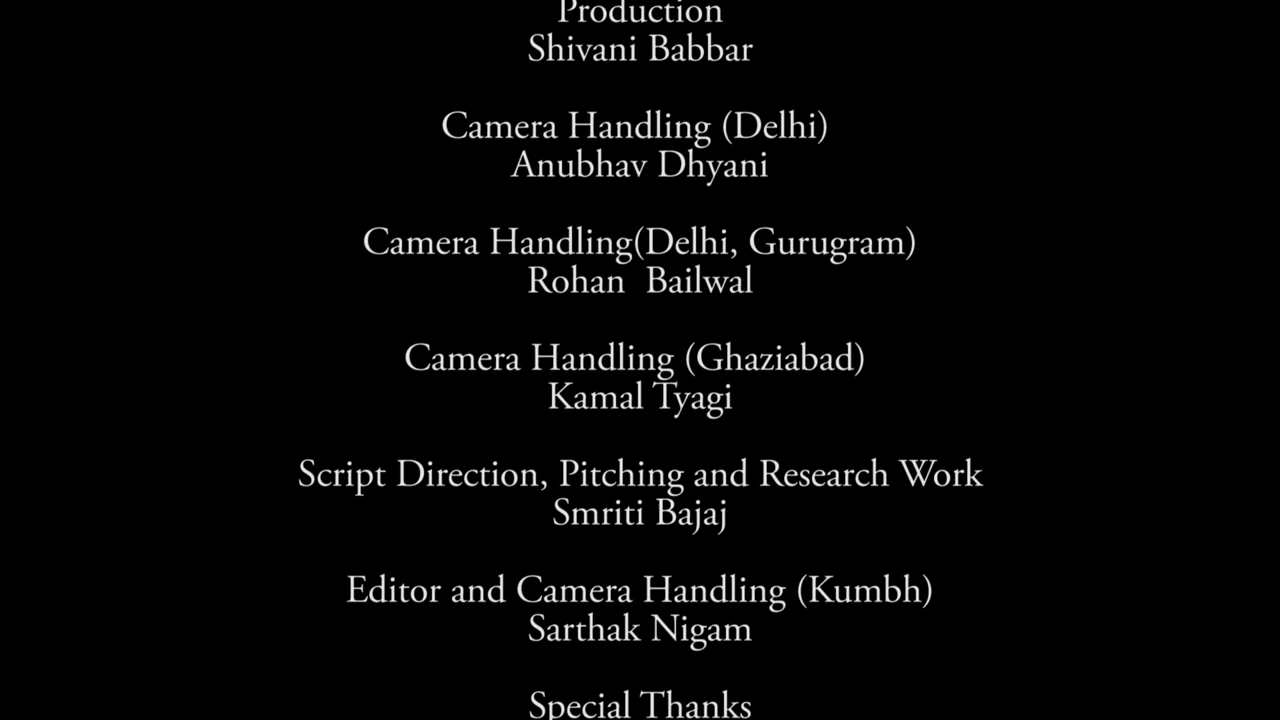 Production
Shivani Babbar
Camera Handling (Delhi)
Anubhav Dhyani
Camera Handling(Delhi, Gurugram)
Rohan  Bailwal
Camera Handling (Ghaziabad)
Kamal Tyagi
Script Direction, Pitching and Research Work
Smriti Bajaj
Editor and Camera Handling (Kumbh)
Sarthak Nigam
Special Thanks